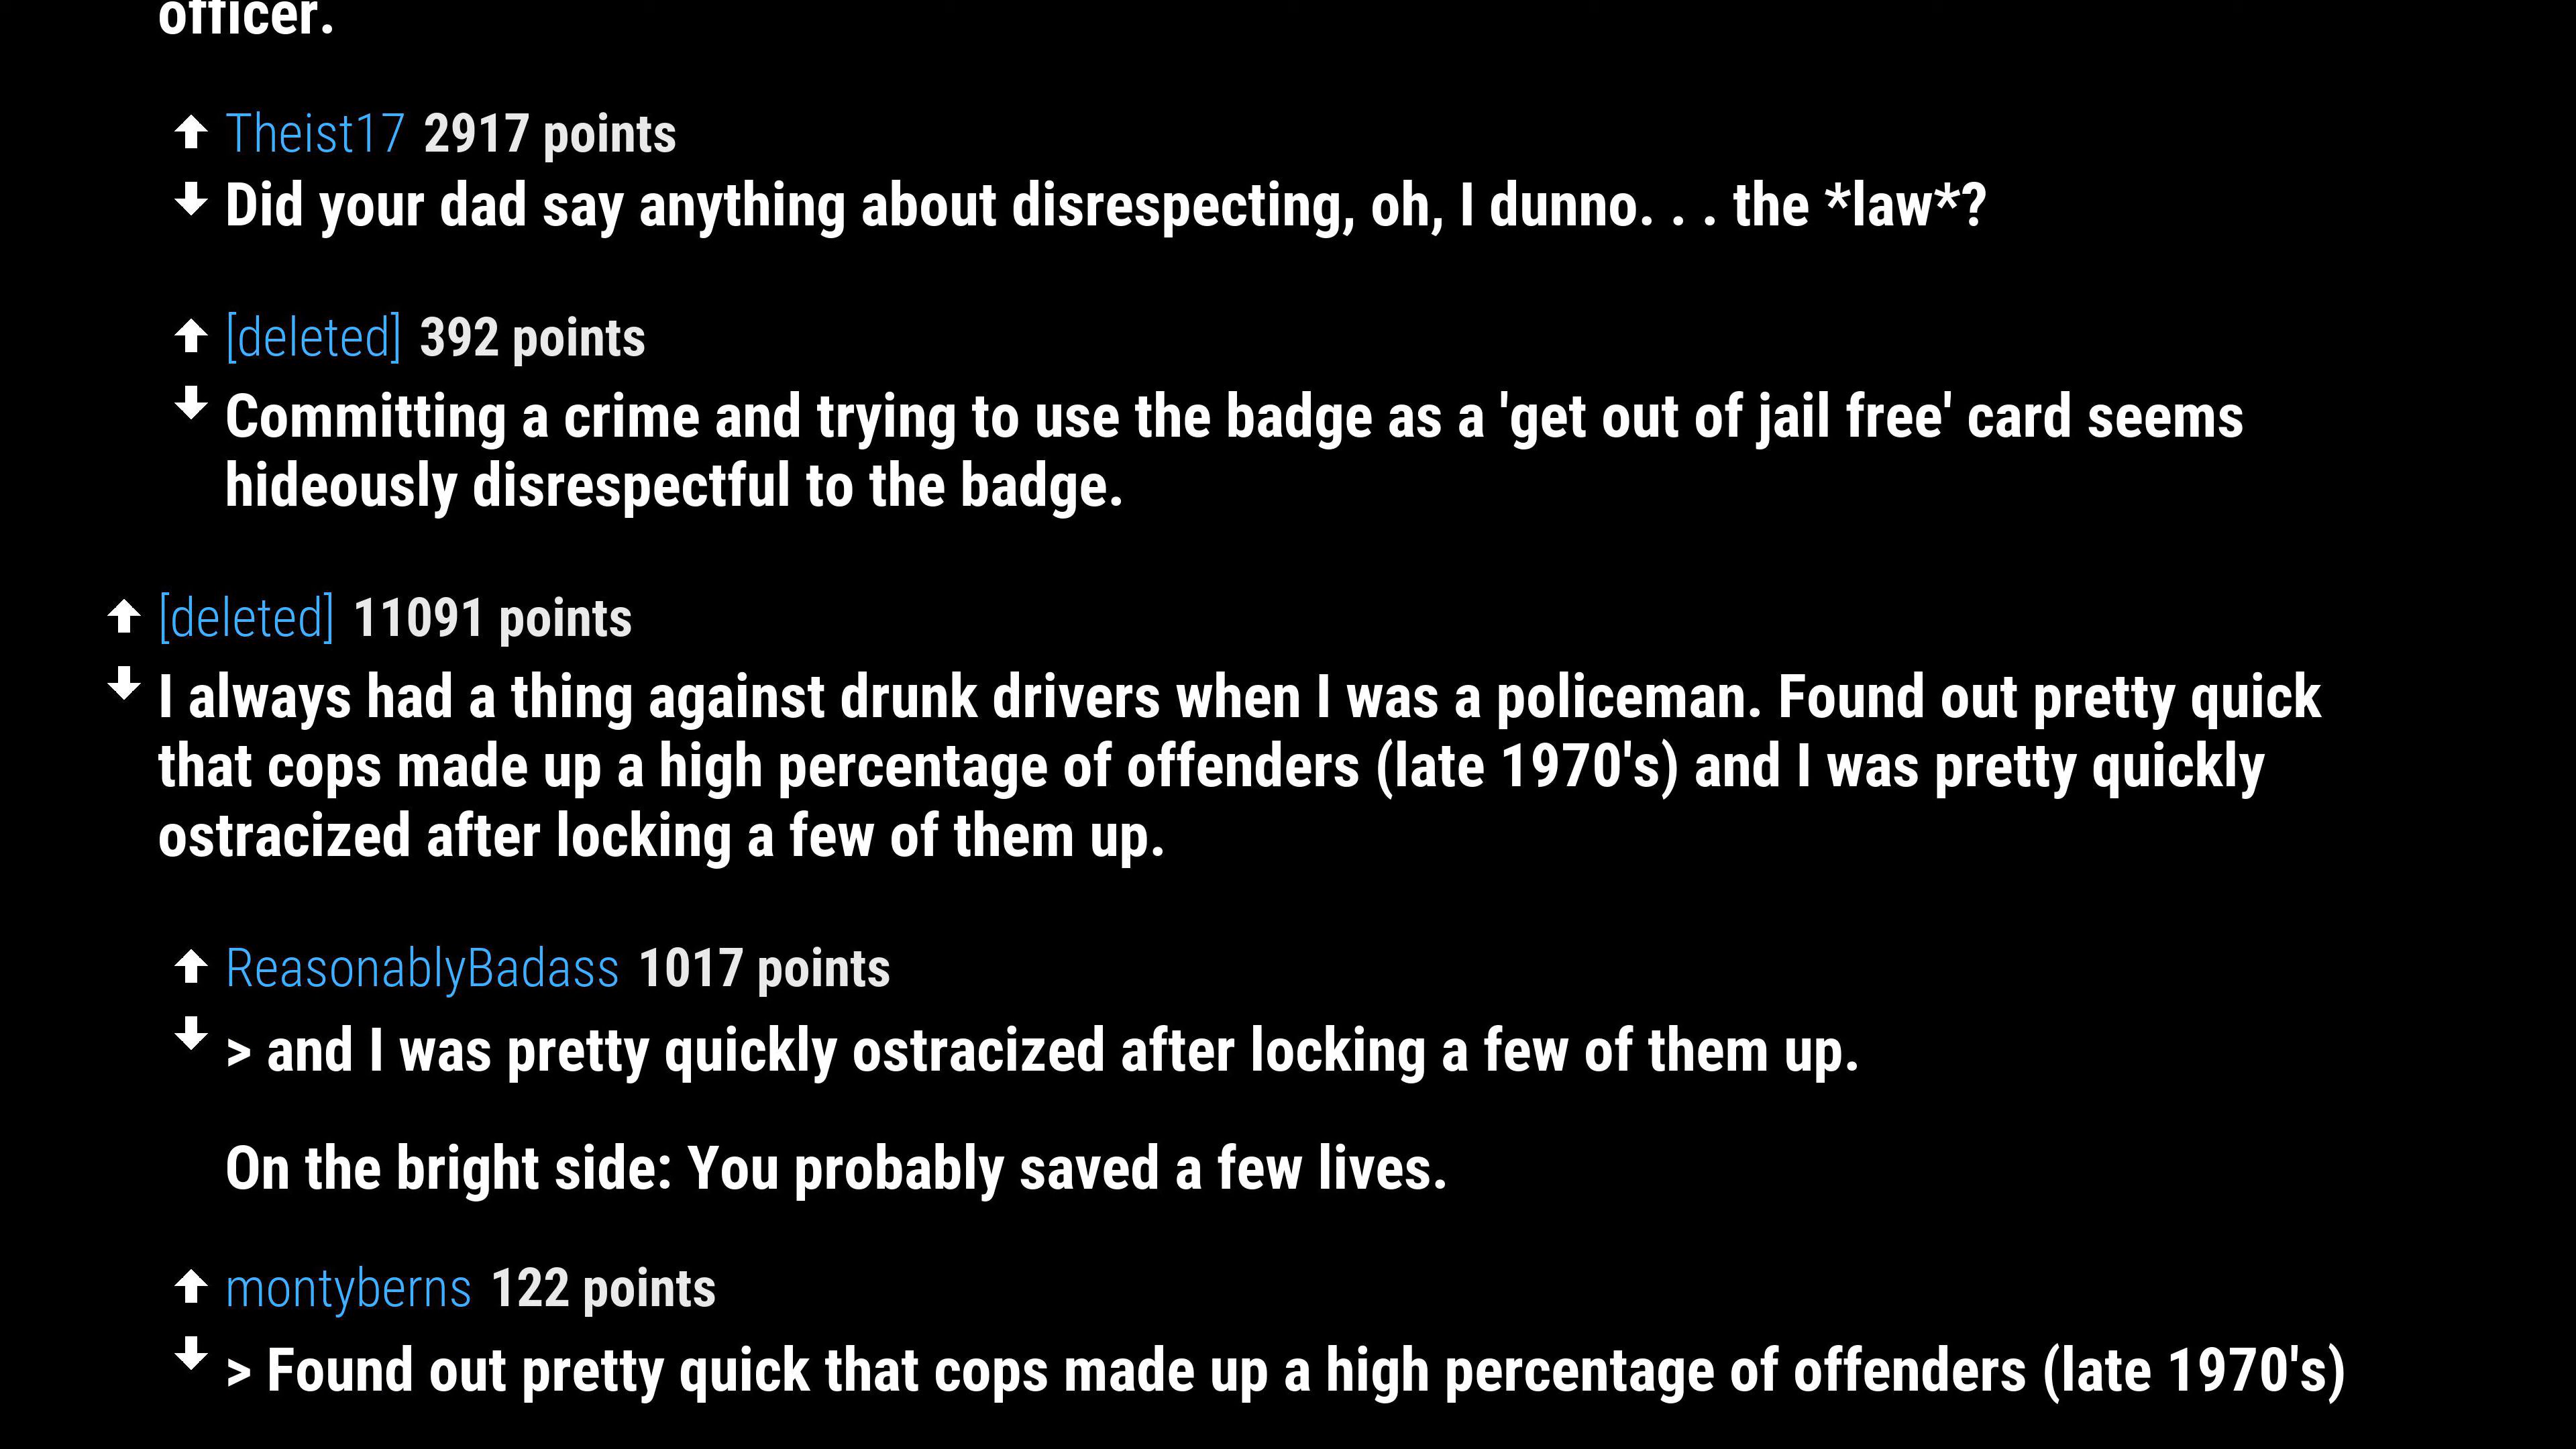 officer.
Theist17 2917 points
Did your dad say anything about disrespecting, oh, I dunno. . . the *law*?
[deleted] 392 points
Committing a crime and trying to use the badge as a 'get out of jail free' card seems
hideously disrespectful to the badge.
[deleted] 11091 points
I always had a thing against drunk drivers when I was a policeman. Found out pretty quick
that cops made up a high percentage of offenders (late 1970's) and I was pretty quickly
ostracized after locking a few of them up.
ReasonablyBadass 1017 points
> and I was pretty quickly ostracized after locking a few of them up.
On the bright side: You probably saved a few lives.
montyberns 122 points
> Found out pretty quick that cops made up a high percentage of offenders (late 1970's)